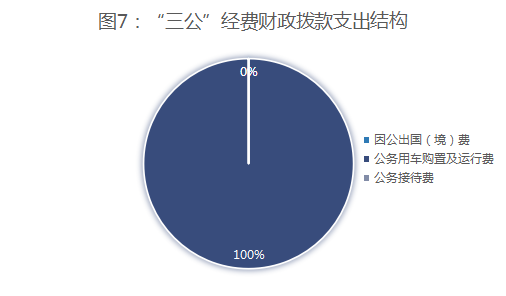 图7：“三公”经费财政拨款支出结构
0%
因公出国（境）费
公务用车购置及运行费
公务接待费
100%